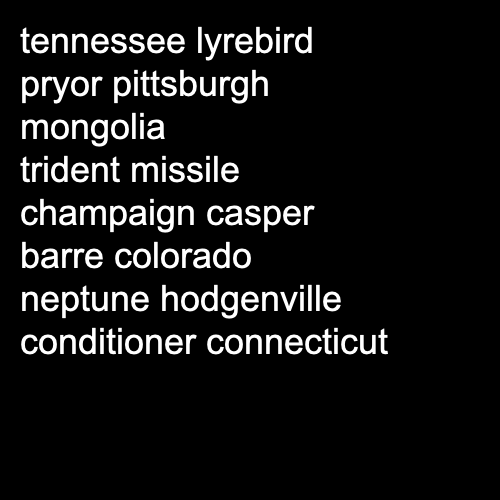 tennessee lyrebird
pryor pittsburgh
mongolia
trident missile
champaign casper
barre colorado
neptune hodgenville
conditioner connecticut